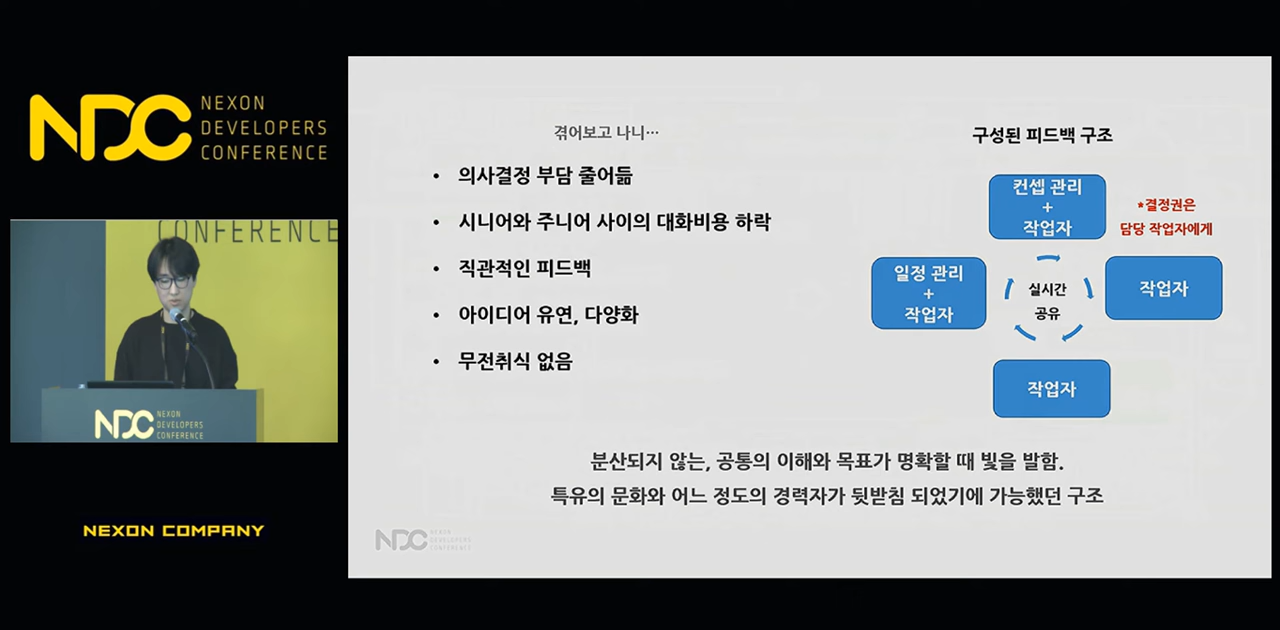 NDC
NEXON
DEVELOPERS
CONFERENCE
CONFERENCE
NDC
NEXON
DEVELOPERS
CONFERENCE
NEXON COMPANY
겪어보고 나니…
• 의사결정 부담 줄어듦
• 시니어와 주니어 사이의 대화비용 하락
• 직관적인 피드백
• 아이디어 유연, 다양화
• 무전취식 없음
구성된 피드백 구조
컨셉 관리
+
작업자
*결정권은
담당 작업자에게
일정 관리
+
작업자
실시간
공유
작업자
작업자
분산되지 않는, 공통의 이해와 목표가 명확할 때 빛을 발함.
특유의 문화와 어느 정도의 경력자가 뒷받침 되었기에 가능했던 구조
NDC
NEXON
DEVELOPERS
CONFERENCE